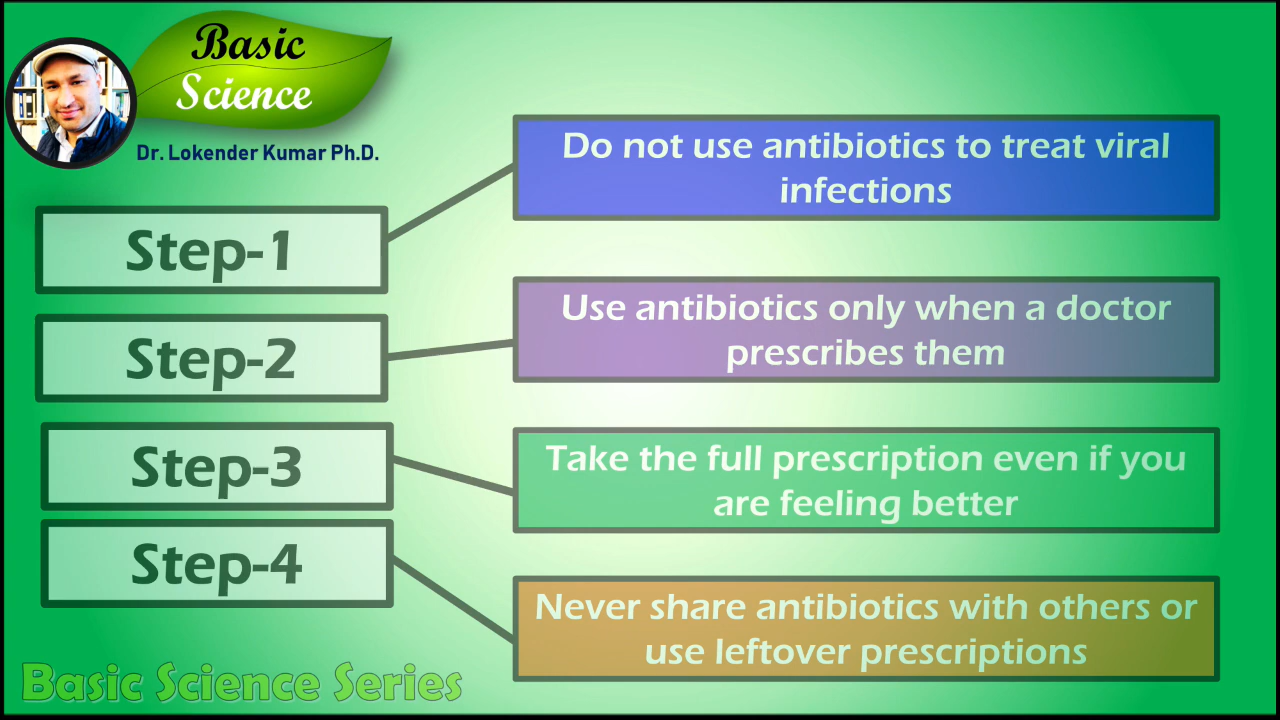 Basic
Science
Dr. Lokender Kumar Ph.D.
Step-1
Do not use antibiotics to treat viral
infections
Step-2
Use antibiotics only when a doctor
prescribes them
Step-3
Take the full prescription even if you
are feeling better
Step-4
Never share antibiotics with others or
use leftover prescriptions
Basic Science Series